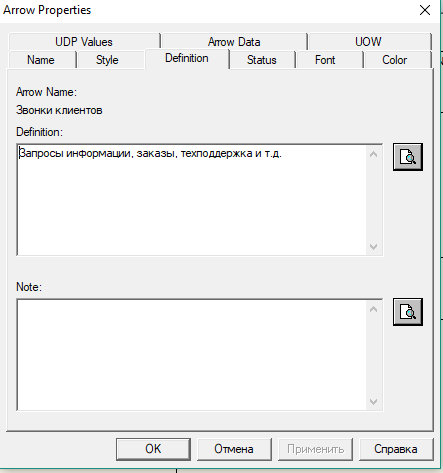 Arrow Properties
UDP Values Arrow Data UOW
Name Style Definition Status Font Color
Arrow Name:
Звонки клиентов
Definition:
Запросы информации, заказы, техподдержка и т.д.
Note:
OK Отмена Применить Справка